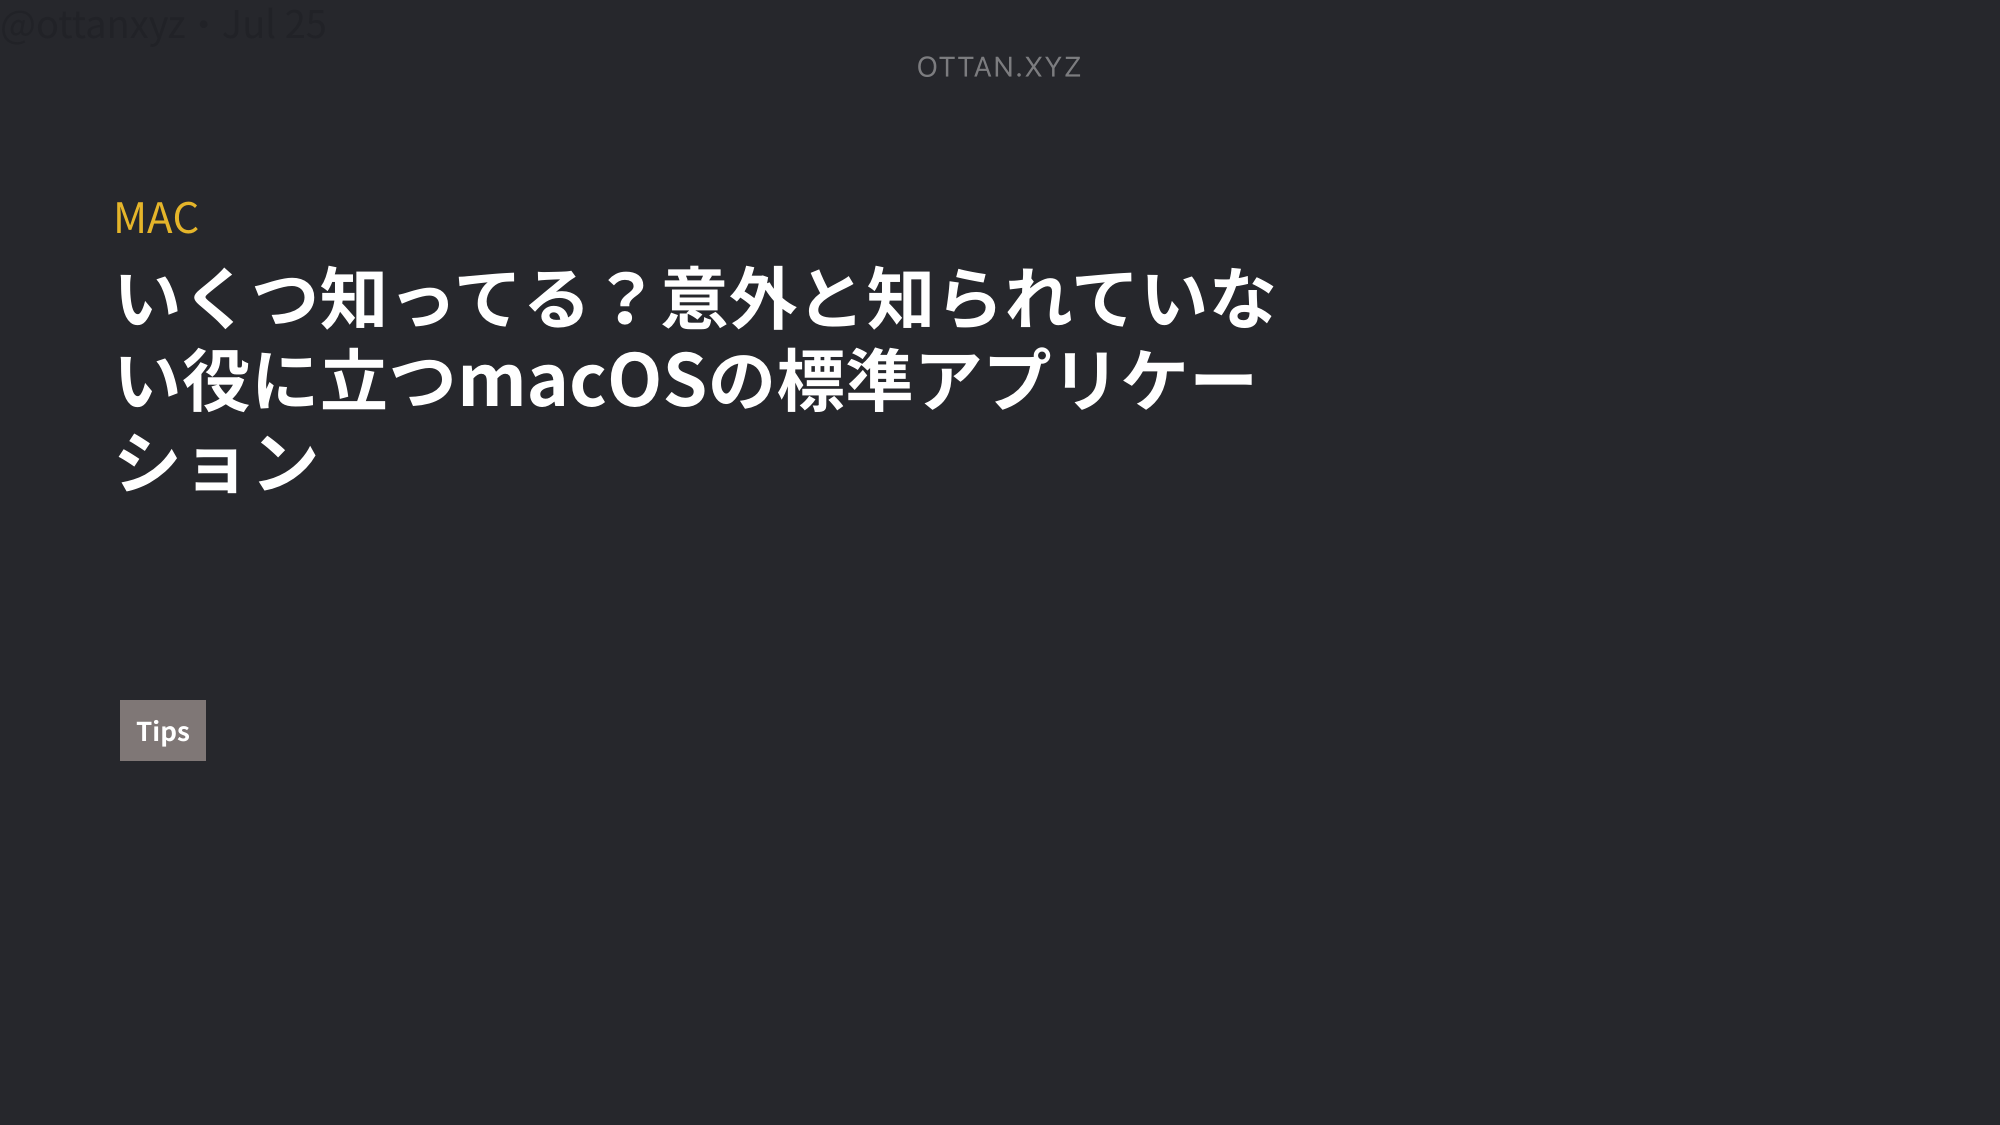 @ottanxyz・Jul 25
OTTAN.XYZ
MAC
いくつ知ってる？意外と知られていな
い役に立つmacOSの標準アプリケー
ション
Tips